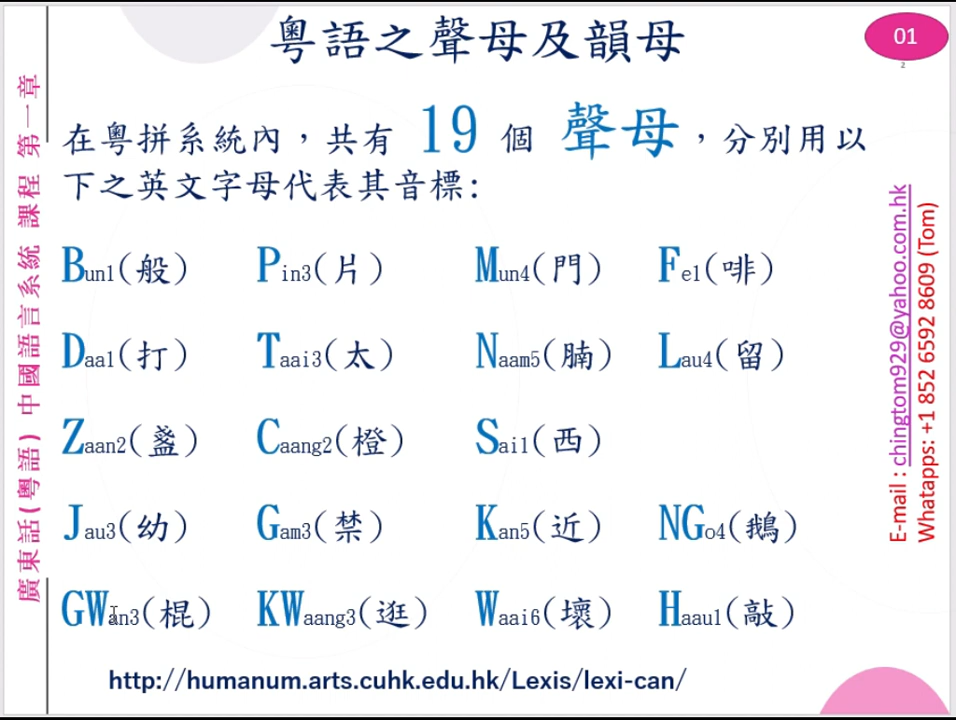 粵語之聲母及韻母
01
2
在粵拼系統內，共有 19 個 聲母，分別用以
下之英文字母代表其音標:
Bun1(般) Pin3(片) Mun4(門) Fe1(啡)
Daa1(打) Taai3(太) Naam5(腩) Lau4(留)
Zaan2(盞) Caang2(橙) Sai1(西)
Jau3(幼) Gam3(禁) Kan5(近) NGo4(鵝)
GWan3(棍) KWaang3(逛) Waai6(壞) Haau1(敲)
http://humanum.arts.cuhk.edu.hk/Lexis/lexi-can/
廣東話(粵語) 中國語言系統 課程 第一章
E-mail : chingtom929@yahoo.com.hk
Whatapps: +1 852 6592 8609 (Tom)